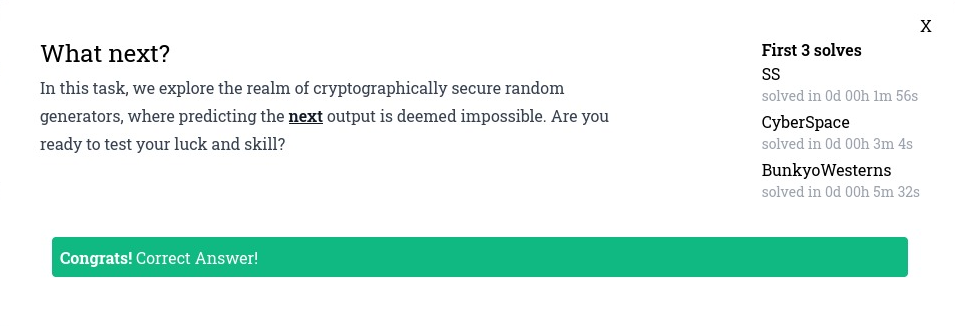 X
What next?
In this task, we explore the realm of cryptographically secure random
generators, where predicting the next output is deemed impossible. Are you
ready to test your luck and skill?
First 3 solves
SS
solved in 0d 00h 1m 56s
CyberSpace
solved in 0d 00h 3m 4s
BunkyoWesterns
solved in 0d 00h 5m 32s
Congrats! Correct Answer!